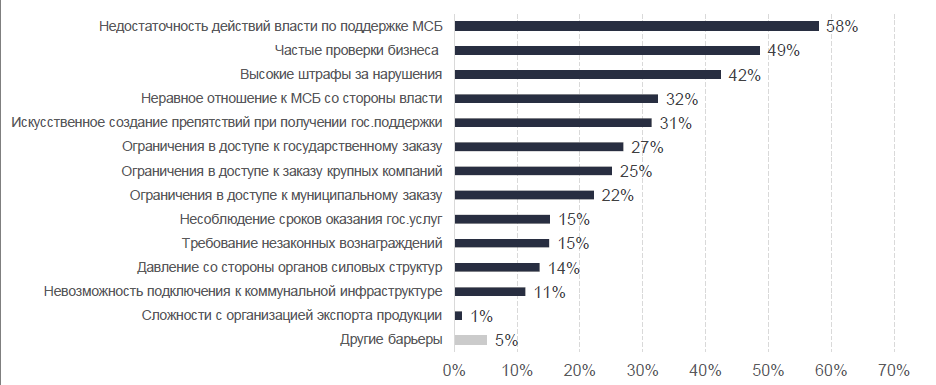 Недостаточность действий власти по поддержке МСБ 58%
Частые проверки бизнеса 49%
Высокие штрафы за нарушения 42%
Неравное отношение к МСБ со стороны власти 32%
Искусственное создание препятствий при получении гос.поддержки 31%
Ограничения в доступе к государственному заказу 27%
Ограничения в доступе к заказу крупных компаний 25%
Ограничения в доступе к муниципальному заказу 22%
Несоблюдение сроков оказания гос.услуг 15%
Требование незаконных вознаграждений 15%
Давление со стороны органов силовых структур 14%
Невозможность подключения к коммунальной инфраструктуре 11%
Сложности с организацией экспорта продукции 1%
Другие барьеры 5%
0% 10% 20% 30% 40% 50% 60% 70%